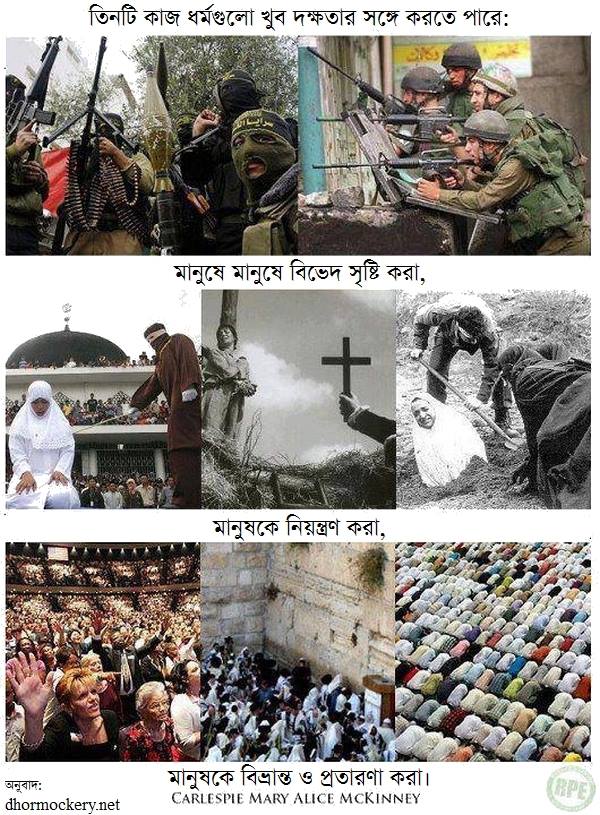 তিনটি কাজ ধর্মগুলো খুব দক্ষতার সঙ্গে করতে পারে:
মানুষে মানুষে বিভেদ সৃষ্টি করা,
মানুষকে নিয়ন্ত্রণ করা,
মানুষকে বিভ্রান্ত ও প্রতারণা করা।
অনুবাদ:
dhormockery.net
CARLESPIE MARY ALICE MCKINNEY
RPE